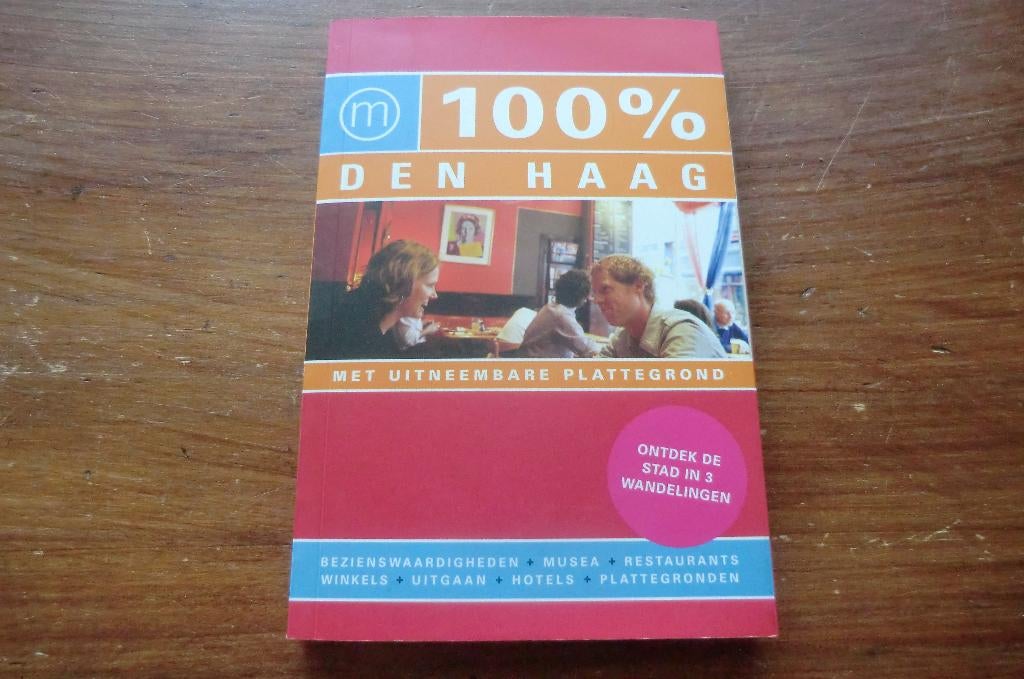 m
100%
DEN HAAG
MET UITNEEMBARE PLATTEGROND
ONTDEK DE
STAD IN 3
WANDELINGEN
BEZIENSWAARDIGHEDEN + MUSEA + RESTAURANTS
WINKELS + UITGAAN + HOTELS + PLATTEGRONDEN